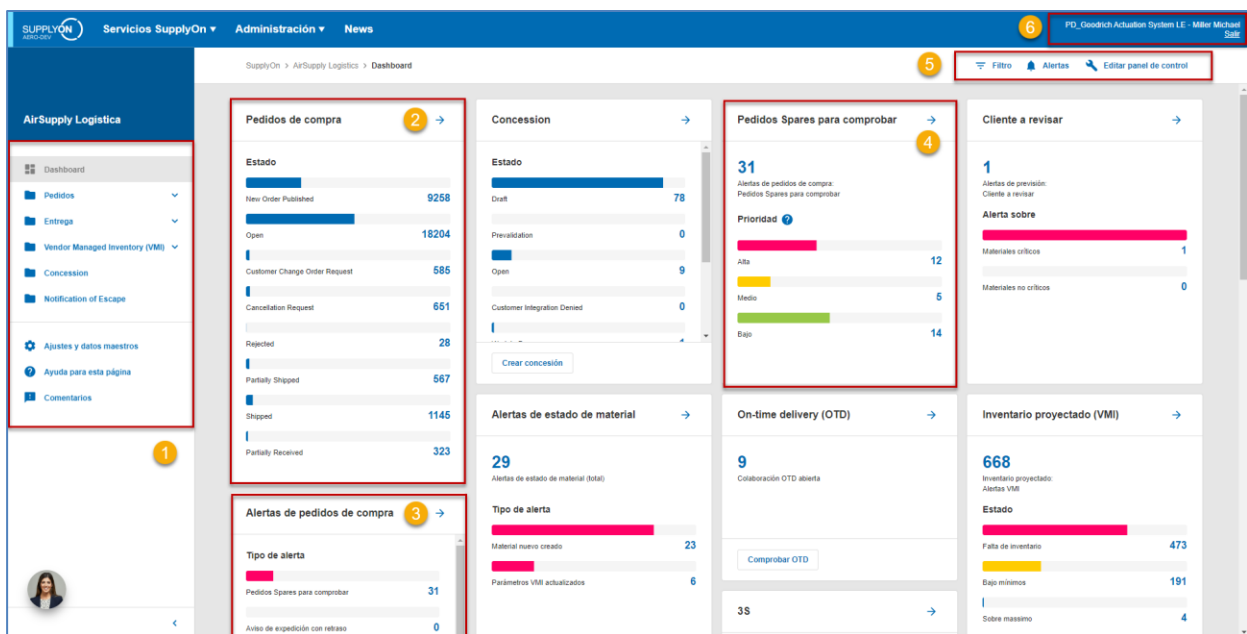 SUPPLYON
AERO-DEV
Servicios SupplyOn ▾ Administración ▾ News
6
PD_Goodrich Actuation System LE - Miller Michael
Salir
SupplyOn > AirSupply Logistics > Dashboard
5
Filtro Alertas Editar panel de control
AirSupply Logística
Dashboard
Pedidos
Entrega
Vendor Managed Inventory (VMI)
Concession
Notification of Escape
Ajustes y datos maestros
Ayuda para esta página
Comentarios
1
Pedidos de compra
2
Estado
New Order Published 9258
Open 18204
Customer Change Order Request 585
Cancellation Request 651
Rejected 28
Partially Shipped 567
Shipped 1145
Partially Received 323
Alertas de pedidos de compra
3
Tipo de alerta
Pedidos Spares para comprobar 31
Aviso de expedición con retraso 0
Concession
Estado
Draft 78
Prevalidation 0
Open 9
Customer Integration Denied 0
Crear concesión
Alertas de estado de material
29
Alertas de estado de material (total)
Tipo de alerta
Material nuevo creado 23
Parámetros VMI actualizados 6
Pedidos Spares para comprobar
4
31
Alertas de pedidos de compra:
Pedidos Spares para comprobar
Prioridad ?
Alta 12
Medio 5
Bajo 14
On-time delivery (OTD)
9
Colaboración OTD abierta
Comprobar OTD
3S
Cliente a revisar
1
Alertas de previsión:
Cliente a revisar
Alerta sobre
Materiales críticos 1
Materiales no críticos 0
Inventario proyectado (VMI)
668
Inventario proyectado:
Alertas VMI
Estado
Falta de inventario 473
Bajo mínimos 191
Sobre massimo 4